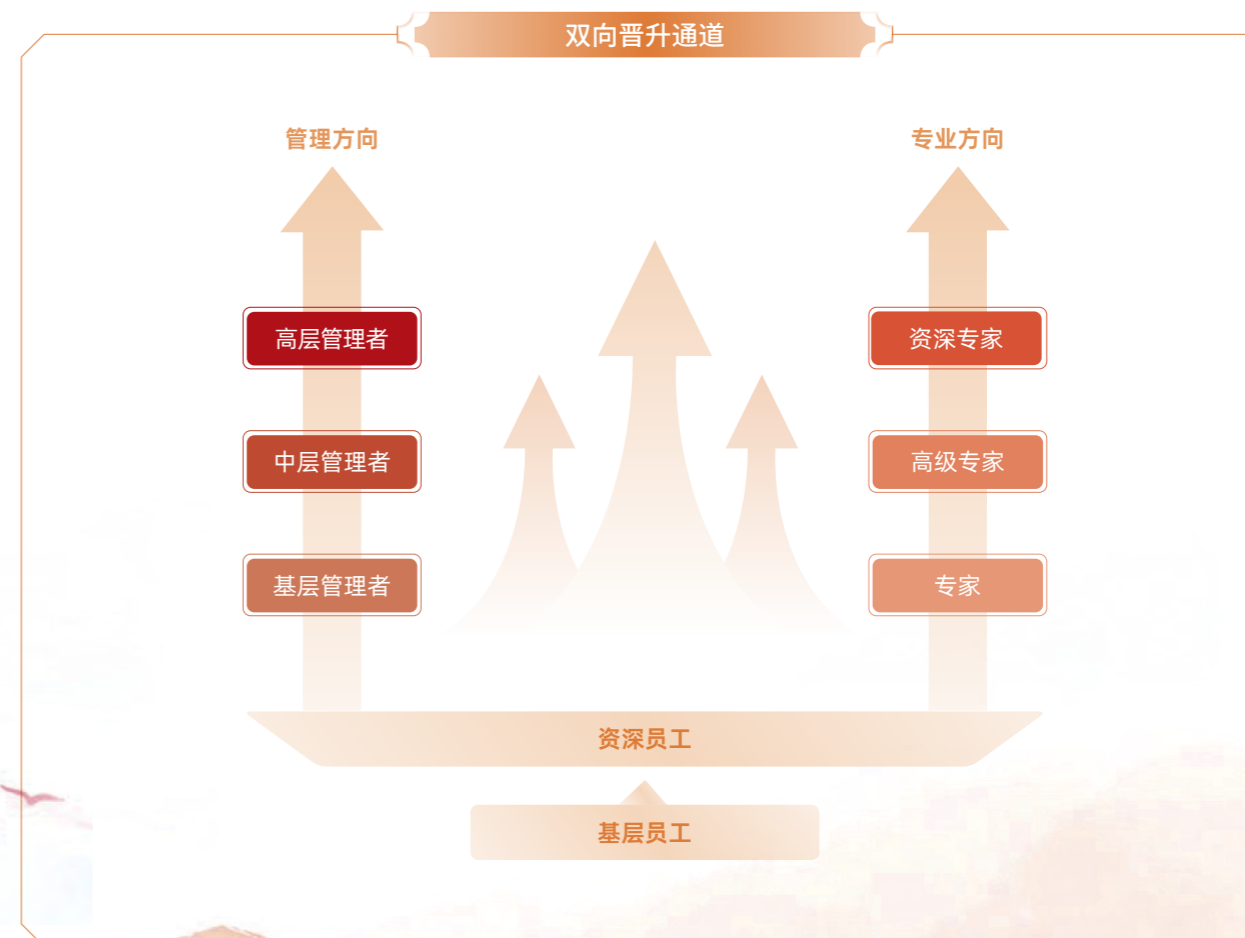 双向晋升通道
管理方向
专业方向
高层管理者
资深专家
中层管理者
高级专家
基层管理者
专家
资深员工
基层员工